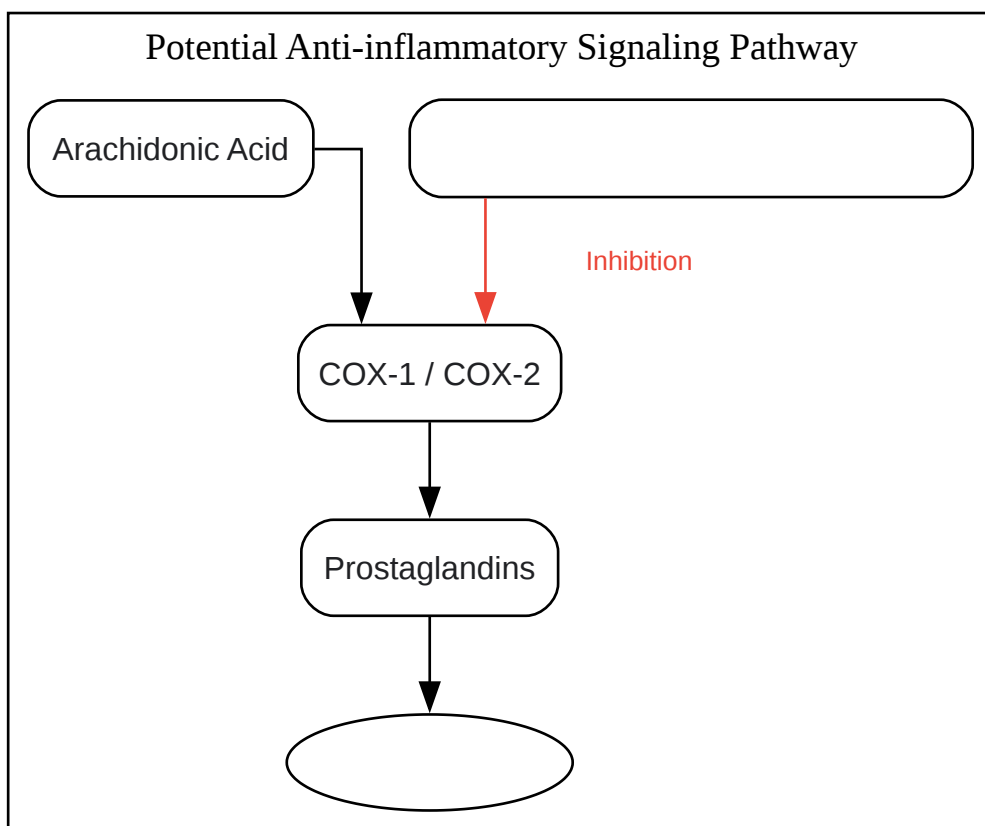 Potential Anti-inflammatory Signaling Pathway
Arachidonic Acid
Inhibition
COX-1 / COX-2
Prostaglandins